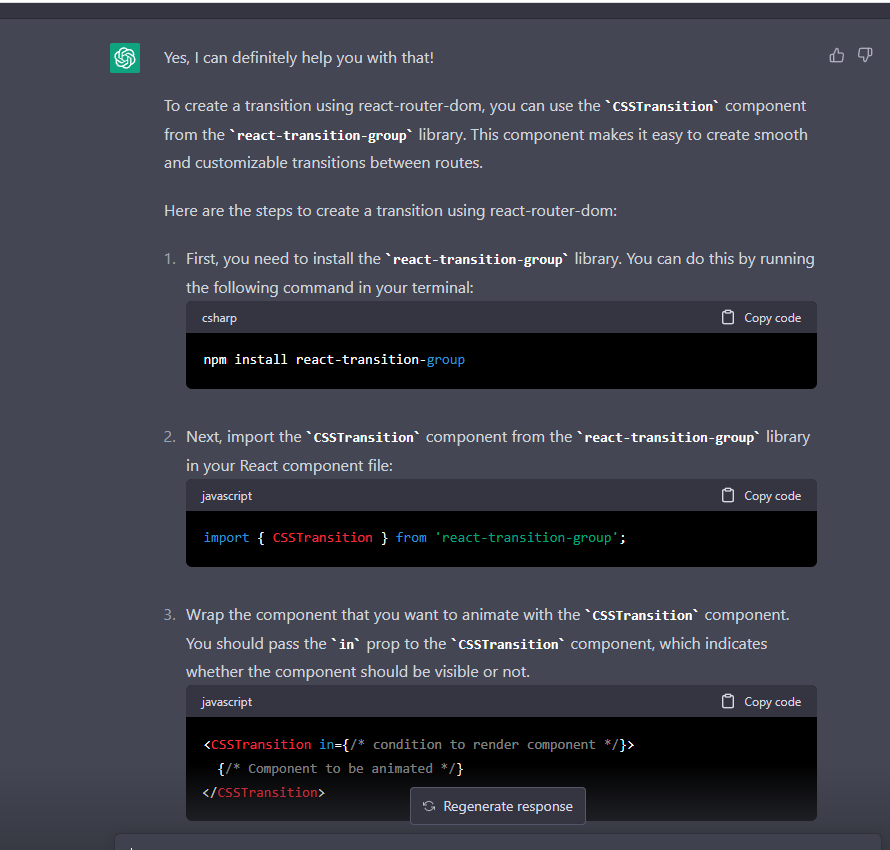 Yes, I can definitely help you with that!
To create a transition using react-router-dom, you can use the `CSSTransition` component
from the `react-transition-group` library. This component makes it easy to create smooth
and customizable transitions between routes.
Here are the steps to create a transition using react-router-dom:
1. First, you need to install the `react-transition-group` library. You can do this by running
the following command in your terminal:
csharp Copy code
npm install react-transition-group
2. Next, import the `CSSTransition` component from the `react-transition-group` library
in your React component file:
javascript Copy code
import { CSSTransition } from 'react-transition-group';
3. Wrap the component that you want to animate with the `CSSTransition` component.
You should pass the `in` prop to the `CSSTransition` component, which indicates
whether the component should be visible or not.
javascript Copy code
<CSSTransition in={/* condition to render component */}>
{/* Component to be animated */}
</CSSTransition>
Regenerate response